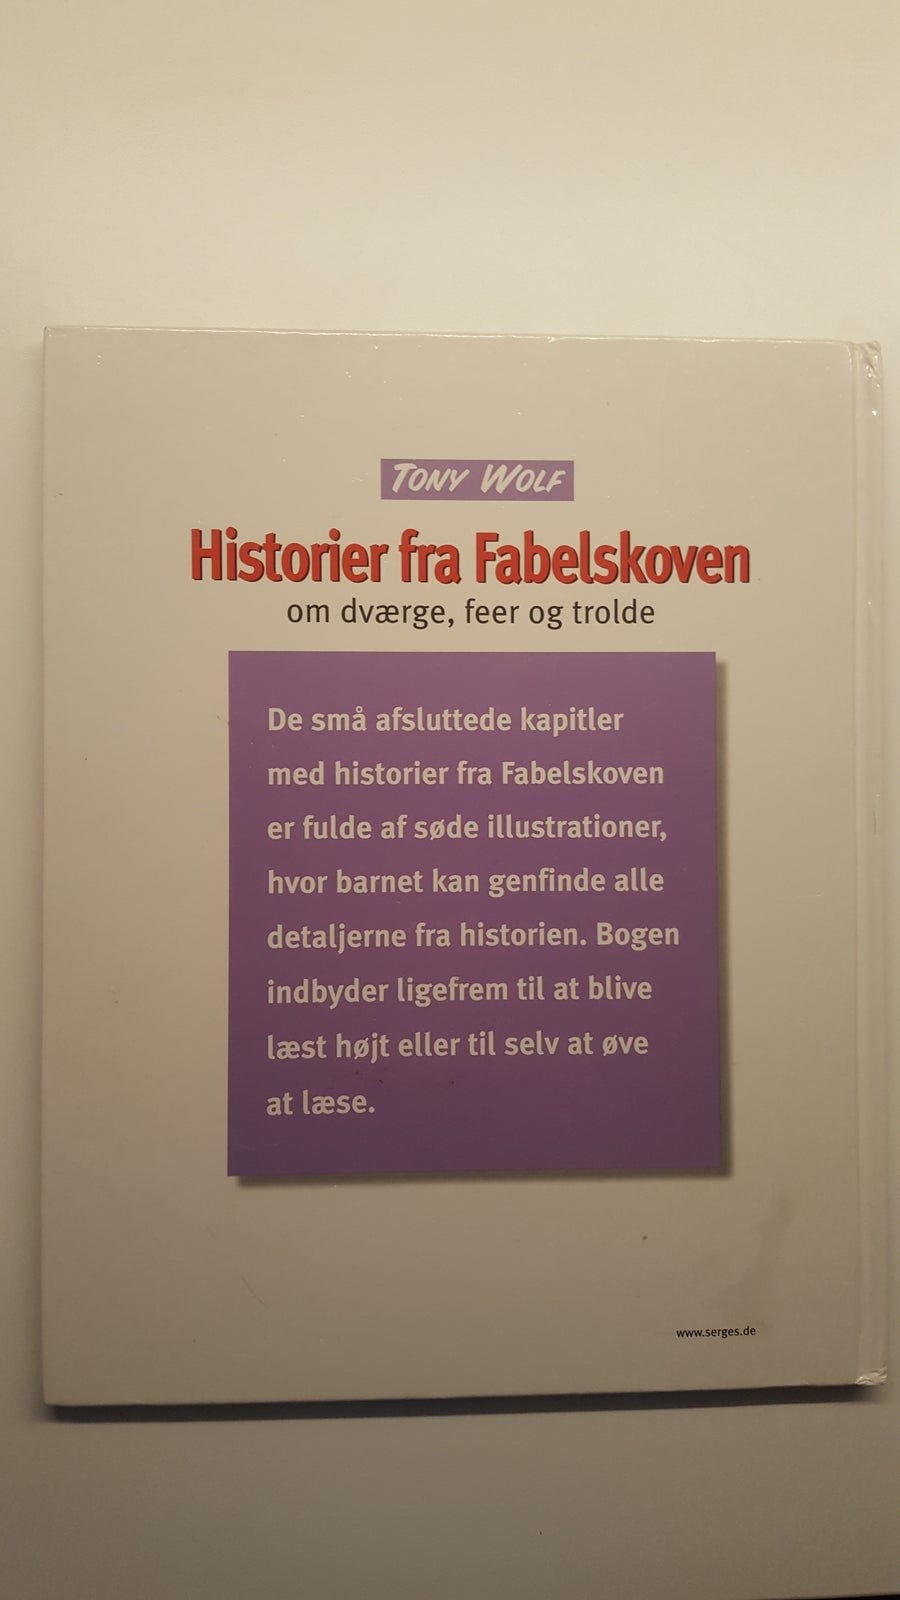 TONY WOLF
Historier fra Fabelskoven
om dværge, feer og trolde
De små afsluttede kapitler
med historier fra Fabelskoven
er fulde af søde illustrationer,
hvor barnet kan genfinde alle
detaljerne fra historien. Bogen
indbyder ligefrem til at blive
læst højt eller til selv at øve
at læse.
www.serges.de